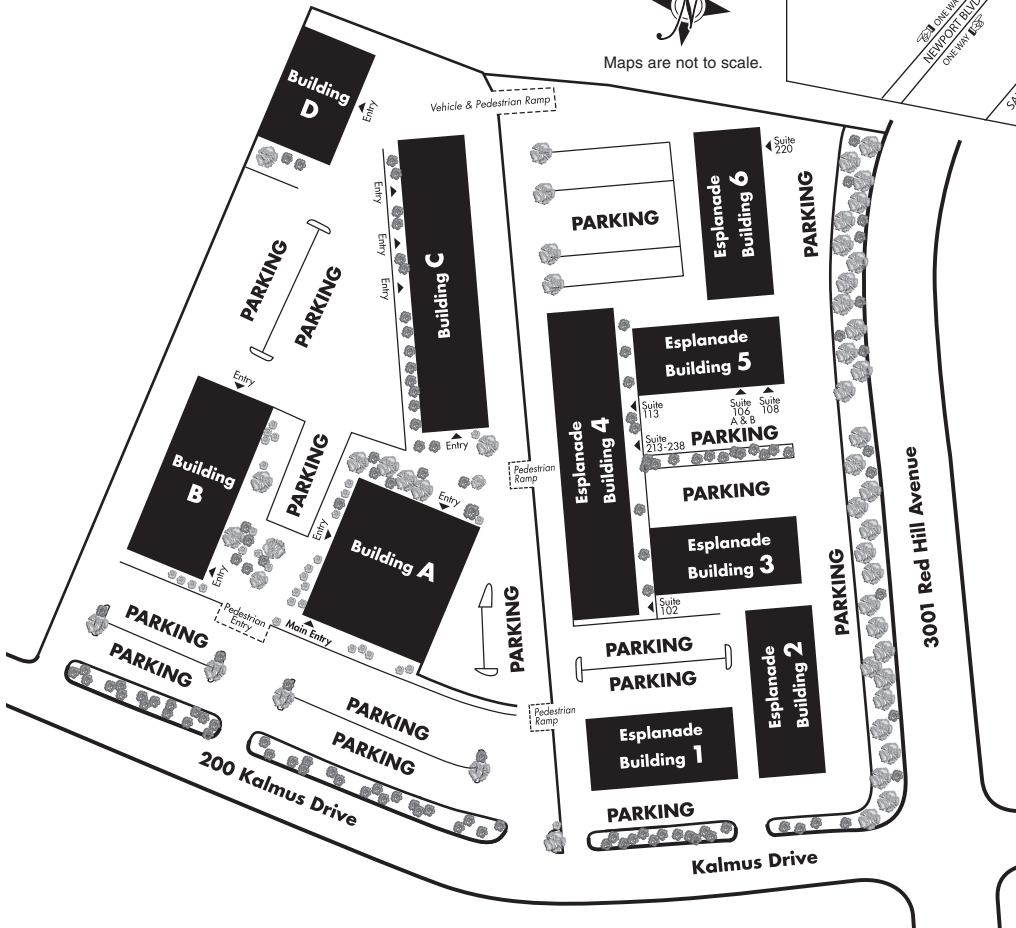 N
Maps are not to scale.
ONE WAY
NEWPORT BLVD
ONE WAY
Building
D
Entry
Vehicle & Pedestrian Ramp
Suite
220
Entry
Entry
Entry
Building C
PARKING
PARKING
PARKING
Esplanade
Building 6
PARKING
Esplanade
Building 5
Suite
113
Suite
106
A & B
Suite
108
Suite
213-238
PARKING
PARKING
Esplanade
Building 4
Entry
Building
B
PARKING
Entry
Entry
Pedestrian
Ramp
Entry
Entry
Building A
Esplanade
Building 3
PARKING
3001 Red Hill Avenue
Suite
102
Pedestrian
Entry
Main Entry
PARKING
PARKING
PARKING
PARKING
PARKING
Esplanade
Building 2
PARKING
PARKING
Pedestrian
Ramp
Esplanade
Building 1
200 Kalmus Drive
PARKING
Kalmus Drive